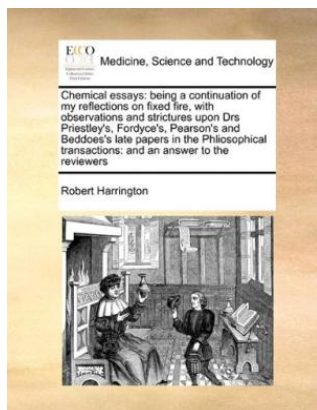 ECCO
Medicine, Science and Technology
Chemical essays: being a continuation of
my reflections on fixed fire, with
observations and strictures upon Drs
Priestley's, Fordyce's, Pearson's and
Beddoes's late papers in the Phliosophical
transactions: and an answer to the
reviewers
Robert Harrington